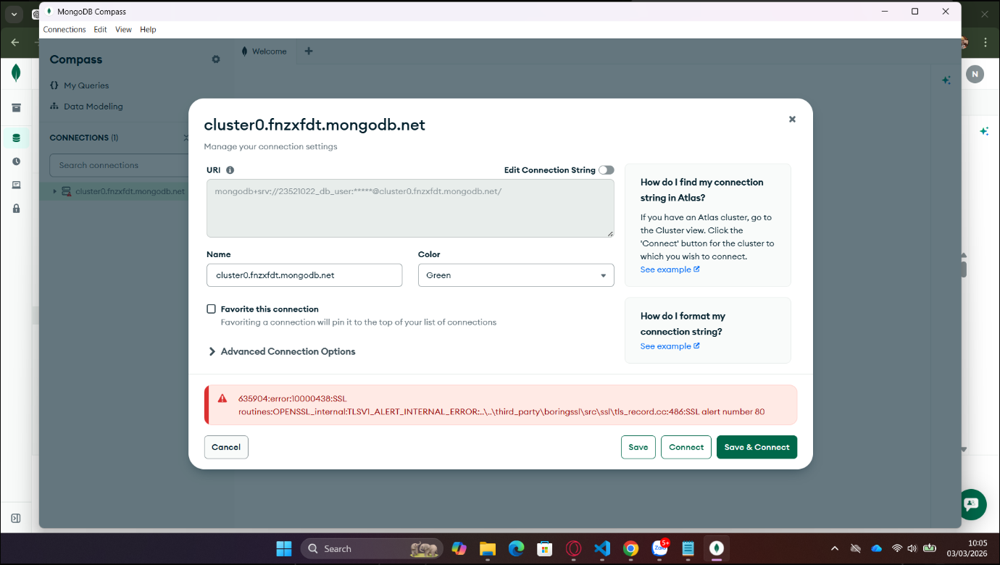 MongoDB Compass
Connections Edit View Help
Compass
Welcome
My Queries
Data Modeling
CONNECTIONS (1)
Search connections
cluster0.fnzxfdt.mongodb.net
N
cluster0.fnzxfdt.mongodb.net
Manage your connection settings
URI
Edit Connection String
mongodb+srv://23521022_db_user:*****@cluster0.fnzxfdt.mongodb.net/
Name
Color
cluster0.fnzxfdt.mongodb.net
Green
Favorite this connection
Favoriting a connection will pin it to the top of your list of connections
Advanced Connection Options
How do I find my connection
string in Atlas?
If you have an Atlas cluster, go to
the Cluster view. Click the
'Connect' button for the cluster to
which you wish to connect.
See example
How do I format my
connection string?
See example
635904:error:10000438:SSL
routines:OPENSSL_internal:TLSV1_ALERT_INTERNAL_ERROR:..\..\third_party\boringssl\src\ssl\tls_record.cc:486:SSL alert number 80
Cancel
Save
Connect
Save & Connect
Search
Zalo
5+
10:05
03/03/2026